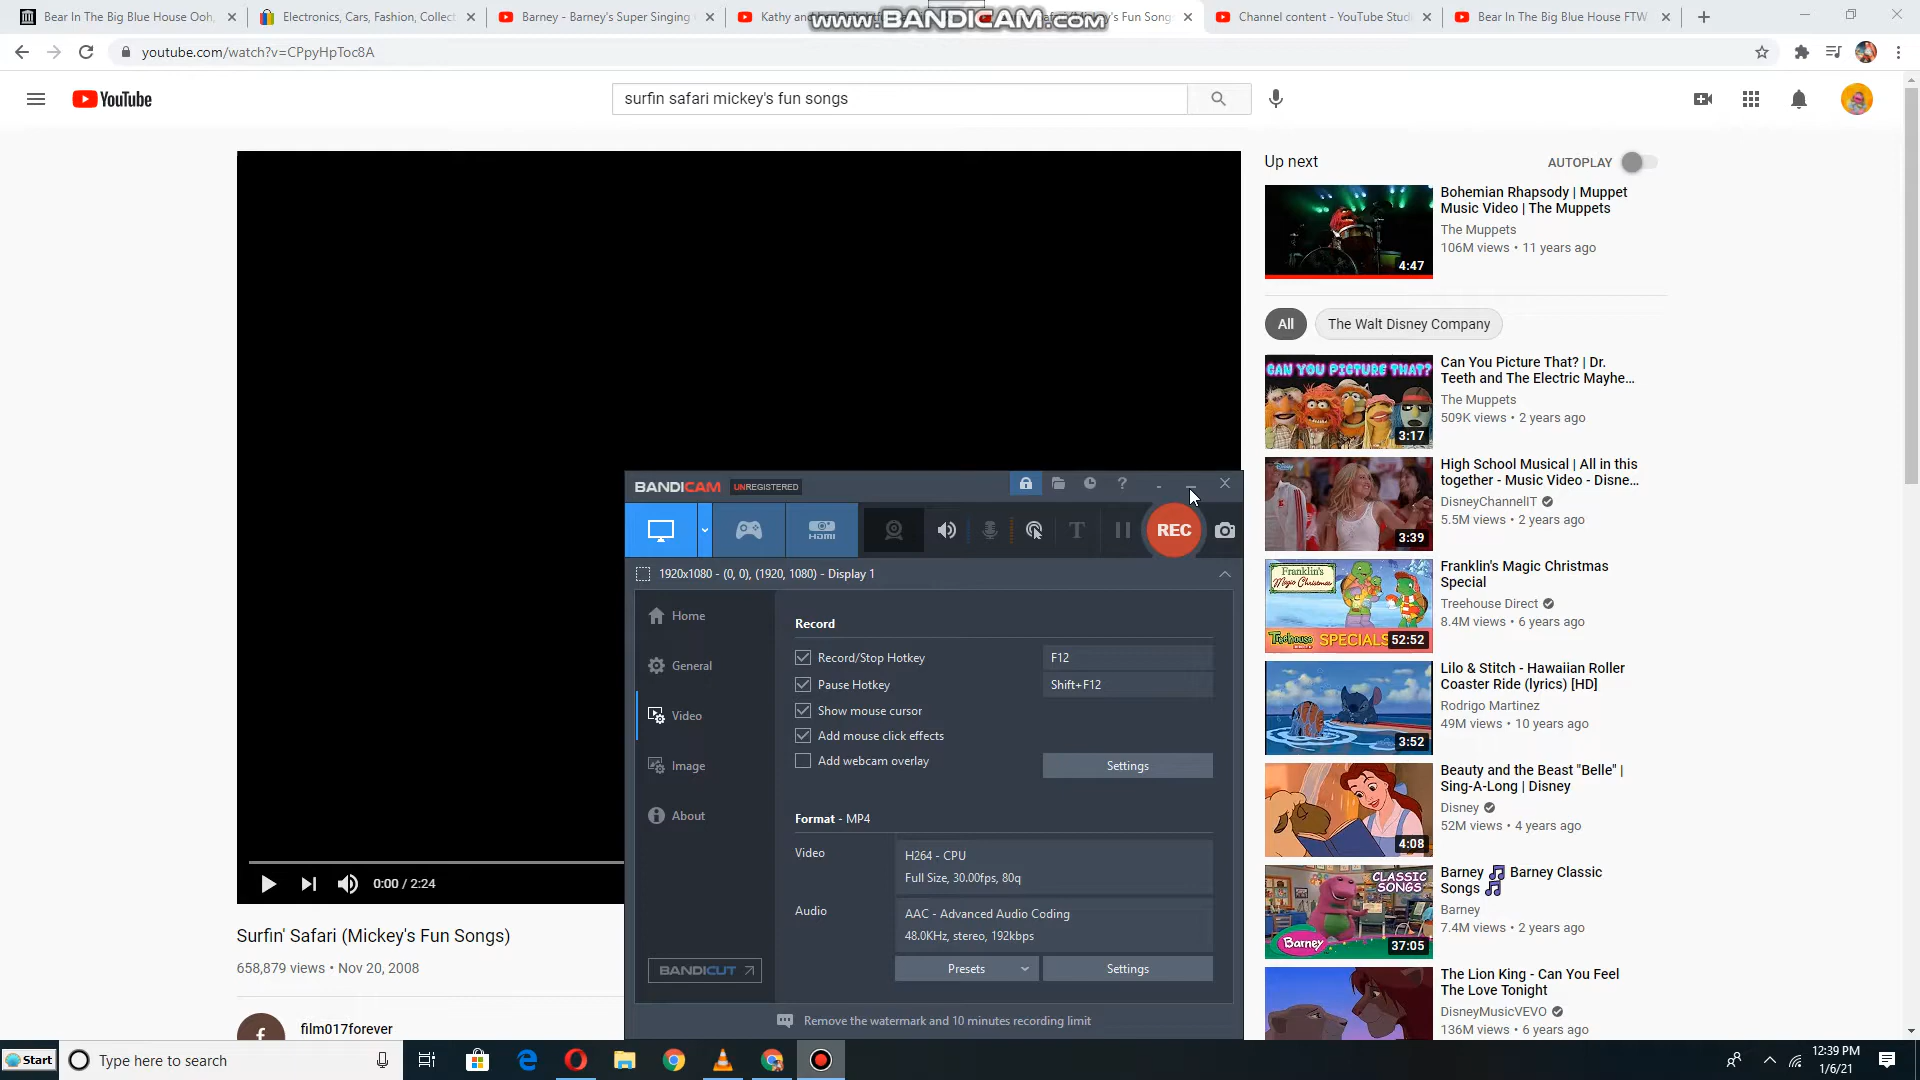 Bear In The Big Blue House Ooh,
Electronics, Cars, Fashion, Collect
Barney - Barney's Super Singing
Kathy and
Mickey's Fun Song
Channel content - YouTube Stud
Bear In The Big Blue House FTW
www.BANDICAM.com
youtube.com/watch?v=CPpyHpToc8A
YouTube
surfin safari mickey's fun songs
Up next
AUTOPLAY
Bohemian Rhapsody | Muppet
Music Video | The Muppets
The Muppets
106M views • 11 years ago
4:47
All
The Walt Disney Company
CAN YOU PICTURE THAT?
Can You Picture That? | Dr.
Teeth and The Electric Mayhe...
The Muppets
509K views • 2 years ago
3:17
High School Musical | All in this
together - Music Video - Disne...
DisneyChannelIT
5.5M views • 2 years ago
3:39
Franklin's
Magic Christmas
Treehouse
SPECIALS
Franklin's Magic Christmas
Special
Treehouse Direct
8.4M views • 6 years ago
52:52
Lilo & Stitch - Hawaiian Roller
Coaster Ride (lyrics) [HD]
Rodrigo Martinez
49M views • 10 years ago
3:52
Beauty and the Beast "Belle" |
Sing-A-Long | Disney
Disney
52M views • 4 years ago
4:08
CLASSIC
SONGS
Barney
Barney 🎵 Barney Classic
Songs 🎵
Barney
7.4M views • 2 years ago
37:05
The Lion King - Can You Feel
The Love Tonight
DisneyMusicVEVO
136M views • 6 years ago
BANDICAM UNREGISTERED
HDMI
REC
1920x1080 - (0, 0), (1920, 1080) - Display 1
Home
General
Video
Image
About
BANDICUT
Record
Record/Stop Hotkey
F12
Pause Hotkey
Shift+F12
Show mouse cursor
Add mouse click effects
Add webcam overlay
Settings
Format - MP4
Video
H264 - CPU
Full Size, 30.00fps, 80q
Audio
AAC - Advanced Audio Coding
48.0KHz, stereo, 192kbps
Presets
Settings
Remove the watermark and 10 minutes recording limit
0:00 / 2:24
Surfin' Safari (Mickey's Fun Songs)
658,879 views • Nov 20, 2008
f
film017forever
Start
Type here to search
12:39 PM
1/6/21